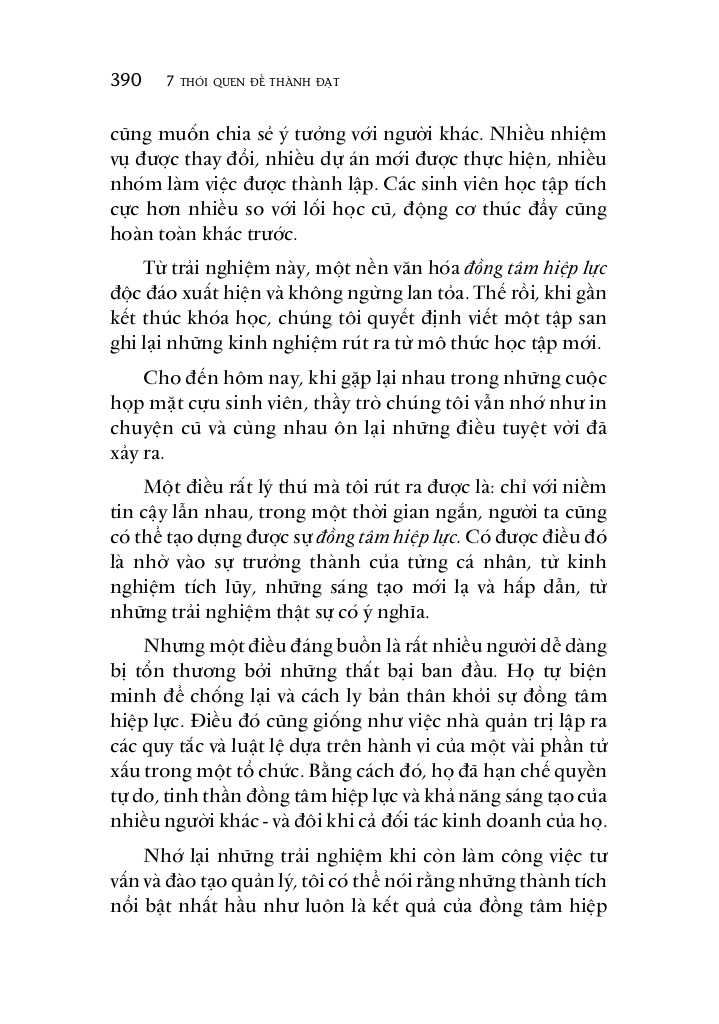 390 7 THÓI QUEN ĐỂ THÀNH ĐẠT
cũng muốn chia sẻ ý tưởng với người khác. Nhiều nhiệm
vụ được thay đổi, nhiều dự án mới được thực hiện, nhiều
nhóm làm việc được thành lập. Các sinh viên học tập tích
cực hơn nhiều so với lối học cũ, động cơ thúc đẩy cũng
hoàn toàn khác trước.
Từ trải nghiệm này, một nền văn hóa đồng tâm hiệp lực
độc đáo xuất hiện và không ngừng lan tỏa. Thế rồi, khi gần
kết thúc khóa học, chúng tôi quyết định viết một tập san
ghi lại những kinh nghiệm rút ra từ mô thức học tập mới.
Cho đến hôm nay, khi gặp lại nhau trong những cuộc
họp mặt cựu sinh viên, thầy trò chúng tôi vẫn nhớ như in
chuyện cũ và cùng nhau ôn lại những điều tuyệt vời đã
xảy ra.
Một điều rất lý thú mà tôi rút ra được là: chỉ với niềm
tin cậy lẫn nhau, trong một thời gian ngắn, người ta cũng
có thể tạo dựng được sự đồng tâm hiệp lực. Có được điều đó
là nhờ vào sự trưởng thành của từng cá nhân, từ kinh
nghiệm tích lũy, những sáng tạo mới lạ và hấp dẫn, từ
những trải nghiệm thật sự có ý nghĩa.
Nhưng một điều đáng buồn là rất nhiều người dễ dàng
bị tổn thương bởi những thất bại ban đầu. Họ tự biện
minh để chống lại và cách ly bản thân khỏi sự đồng tâm
hiệp lực. Điều đó cũng giống như việc nhà quản trị lập ra
các quy tắc và luật lệ dựa trên hành vi của một vài phần tử
xấu trong một tổ chức. Bằng cách đó, họ đã hạn chế quyền
tự do, tinh thần đồng tâm hiệp lực và khả năng sáng tạo của
nhiều người khác - và đôi khi cả đối tác kinh doanh của họ.
Nhớ lại những trải nghiệm khi còn làm công việc tư
vấn và đào tạo quản lý, tôi có thể nói rằng những thành tích
nổi bật nhất hầu như luôn là kết quả của đồng tâm hiệp